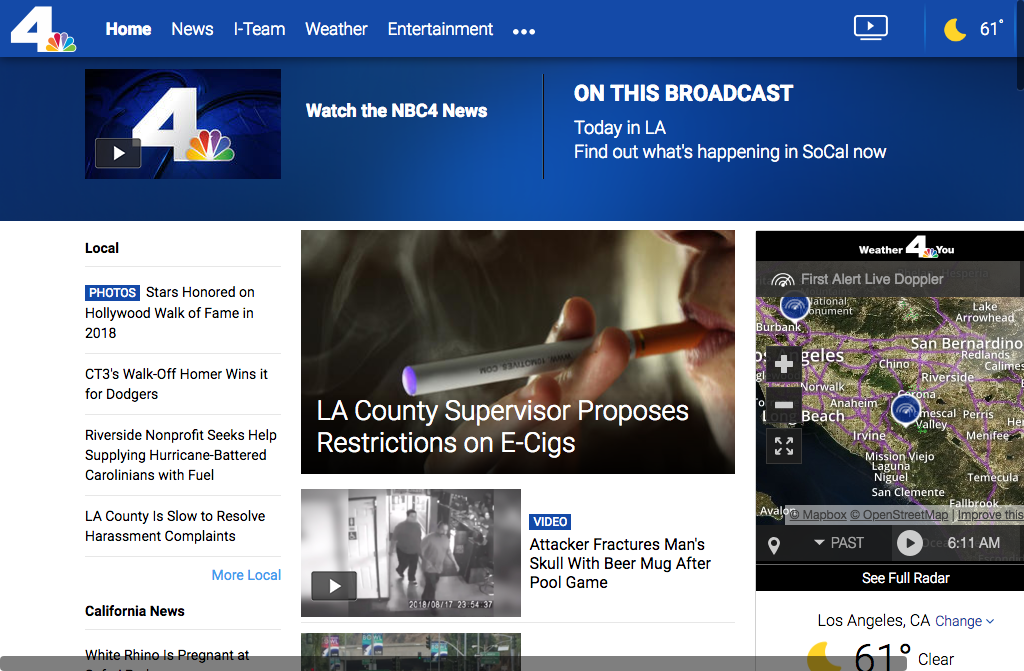 4
Home News I-Team Weather Entertainment •••
61°
4
Watch the NBC4 News
ON THIS BROADCAST
Today in LA
Find out what's happening in SoCal now
Local
PHOTOS Stars Honored on
Hollywood Walk of Fame in
2018
CT3's Walk-Off Homer Wins it
for Dodgers
Riverside Nonprofit Seeks Help
Supplying Hurricane-Battered
Carolinians with Fuel
LA County Is Slow to Resolve
Harassment Complaints
More Local
California News
White Rhino Is Pregnant at
WWW.21MOTIVES.COM
LA County Supervisor Proposes
Restrictions on E-Cigs
2018/08/17 23:54:37
VIDEO
Attacker Fractures Man's
Skull With Beer Mug After
Pool Game
BOWL
Weather 4 You
First Alert Live Doppler
National
Monument
Lake
Arrowhead
Burbank
San Bernardino
Redlands
Chino
Calimes
Riverside
Norwalk
Corona
Anaheim
Temescal
Valley
Perris
Long Beach
Irvine
Menifee
Mission Viejo
Laguna
Niguel
Temecula
San Clemente
Fallbrook
Avalon
© Mapbox © OpenStreetMap | Improve this
PAST
6:11 AM
See Full Radar
Los Angeles, CA Change
61° Clear